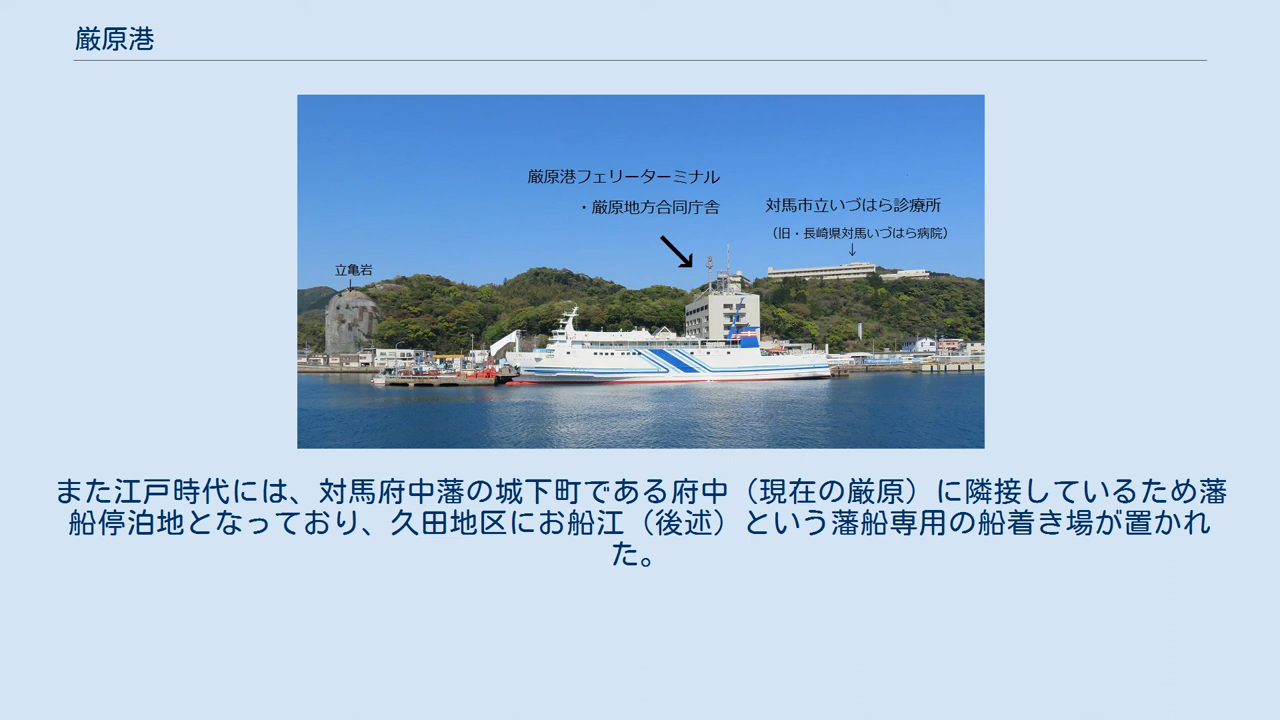 厳原港
厳原港フェリーターミナル
・厳原地方合同庁舎
対馬市立いづはら診療所
（旧・長崎県対馬いづはら病院）
↓
立亀岩
また江戸時代には、対馬府中藩の城下町である府中（現在の厳原）に隣接しているため藩
船停泊地となっており、久田地区にお船江（後述）という藩船専用の船着き場が置かれ
た。